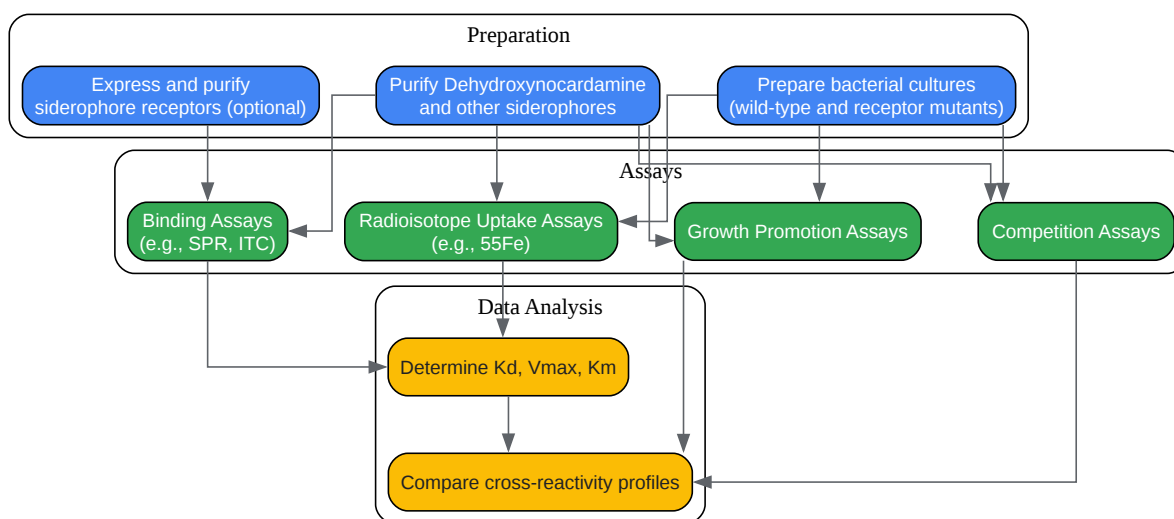 Preparation
Express and purify
siderophore receptors (optional)
Purify Dehydroxynocardamine
and other siderophores
Prepare bacterial cultures
(wild-type and receptor mutants)
Assays
Binding Assays
(e.g., SPR, ITC)
Radioisotope Uptake Assays
(e.g., 55Fe)
Growth Promotion Assays
Competition Assays
Data Analysis
Determine Kd, Vmax, Km
Compare cross-reactivity profiles